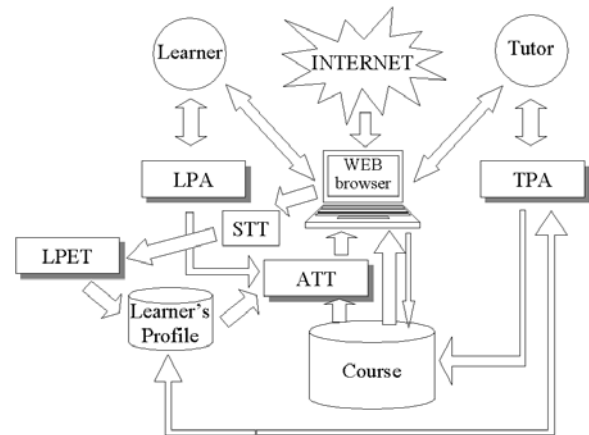 Learner
INTERNET
Tutor
WEB
browser
LPA
TPA
STT
LPET
ATT
Learner's
Profile
Course